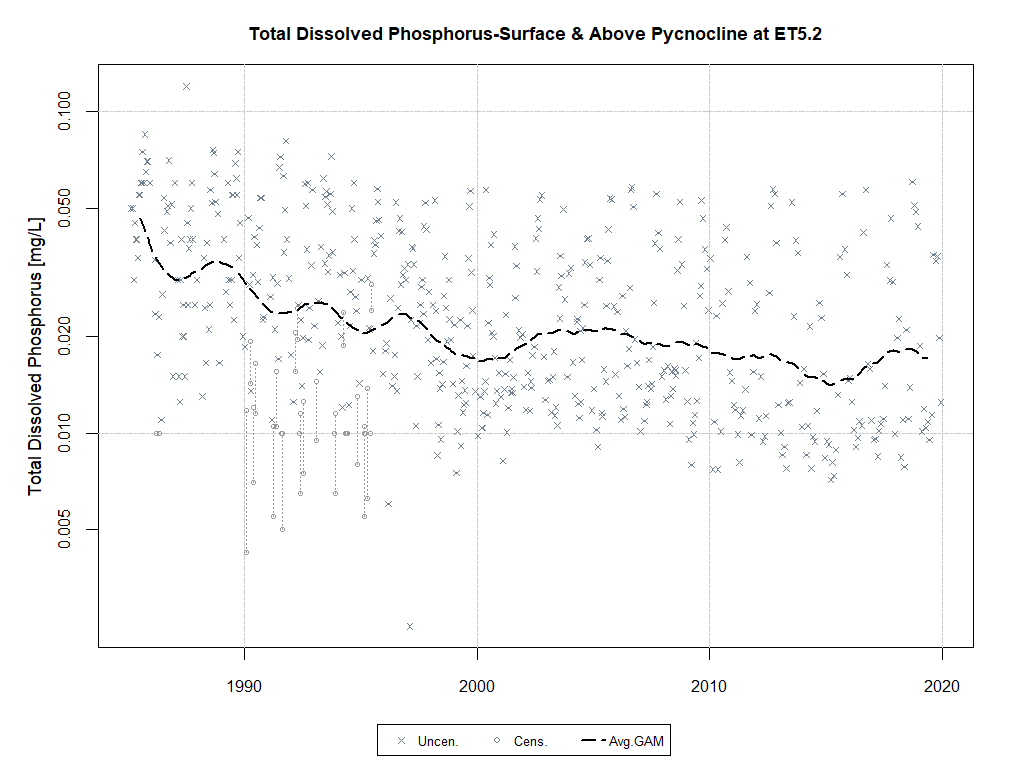 Total Dissolved Phosphorus-Surface & Above Pycnocline at ET5.2
Total Dissolved Phosphorus [mg/L]
0.100
0.050
0.020
0.010
0.005
1990 2000 2010 2020
Uncen. Cens. Avg.GAM